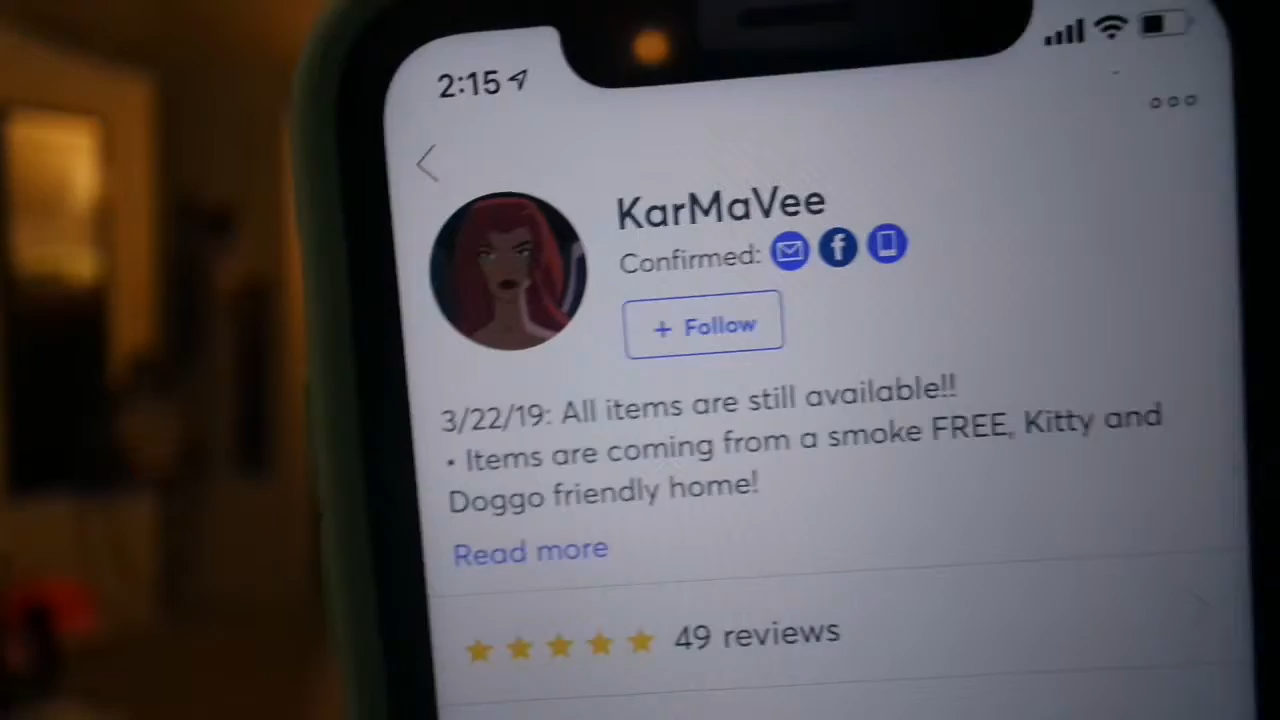 2:15
KarMaVee
Confirmed:
+ Follow
3/22/19: All items are still available!!
• Items are coming from a smoke FREE, Kitty and
Doggo friendly home!
Read more
49 reviews